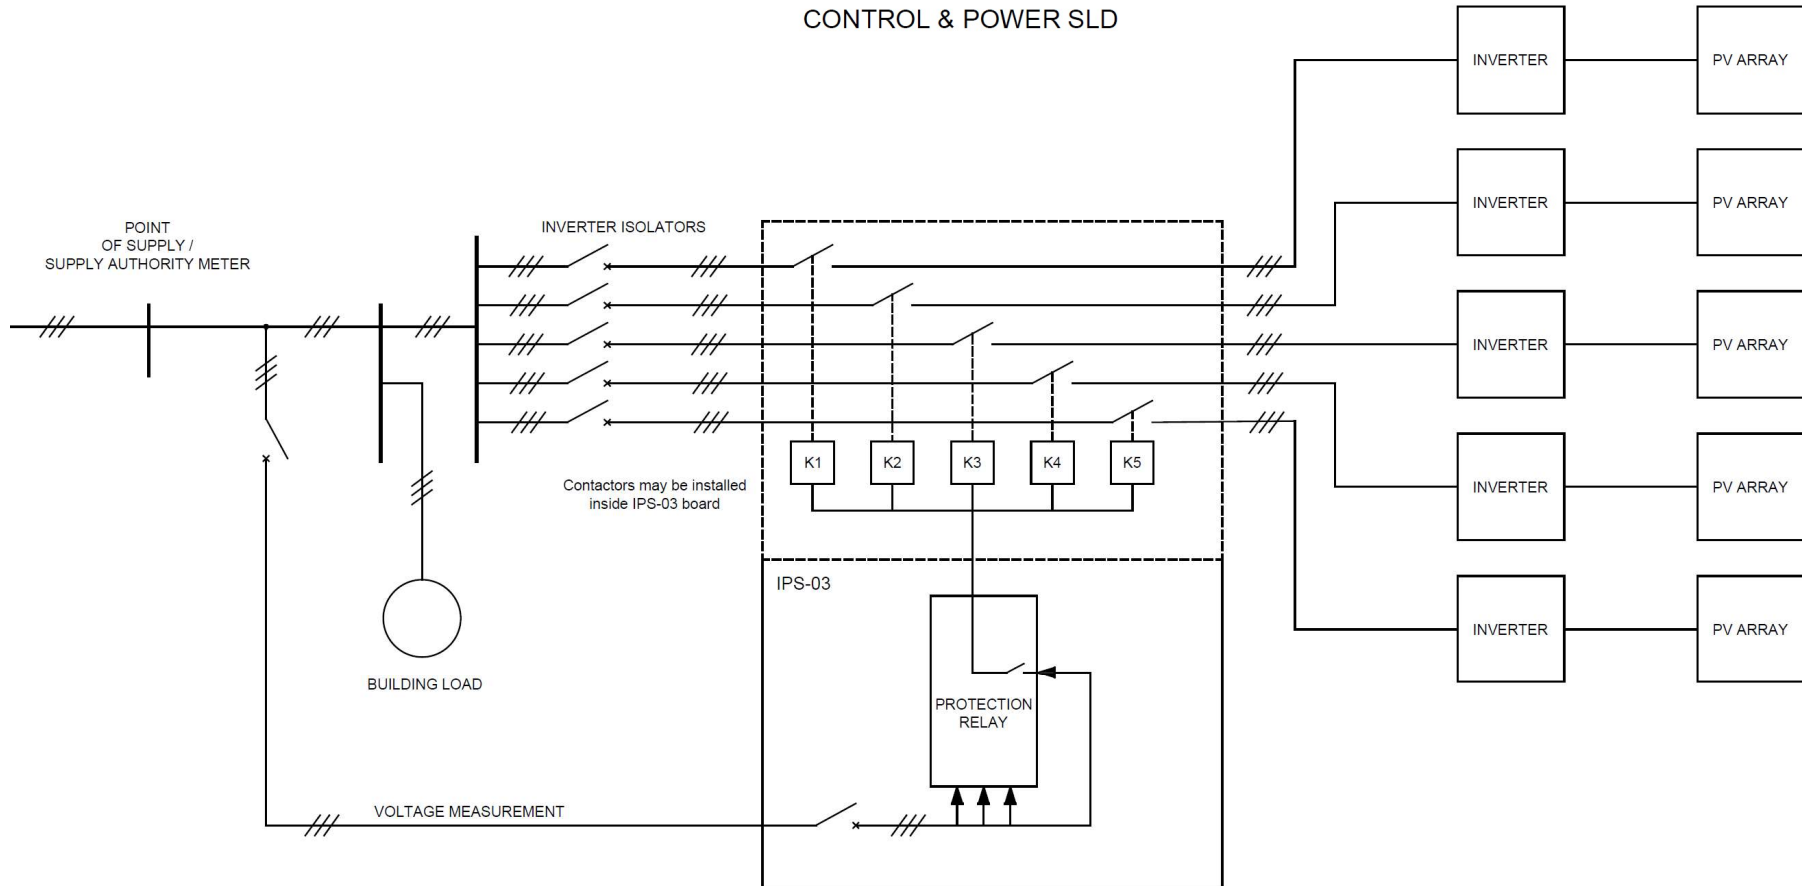 CONTROL & POWER SLD
INVERTER
PV ARRAY
INVERTER
PV ARRAY
POINT
OF SUPPLY /
SUPPLY AUTHORITY METER
INVERTER ISOLATORS
INVERTER
PV ARRAY
K1
K2
K3
K4
K5
Contactors may be installed
inside IPS-03 board
INVERTER
PV ARRAY
IPS-03
INVERTER
PV ARRAY
BUILDING LOAD
PROTECTION
RELAY
VOLTAGE MEASUREMENT